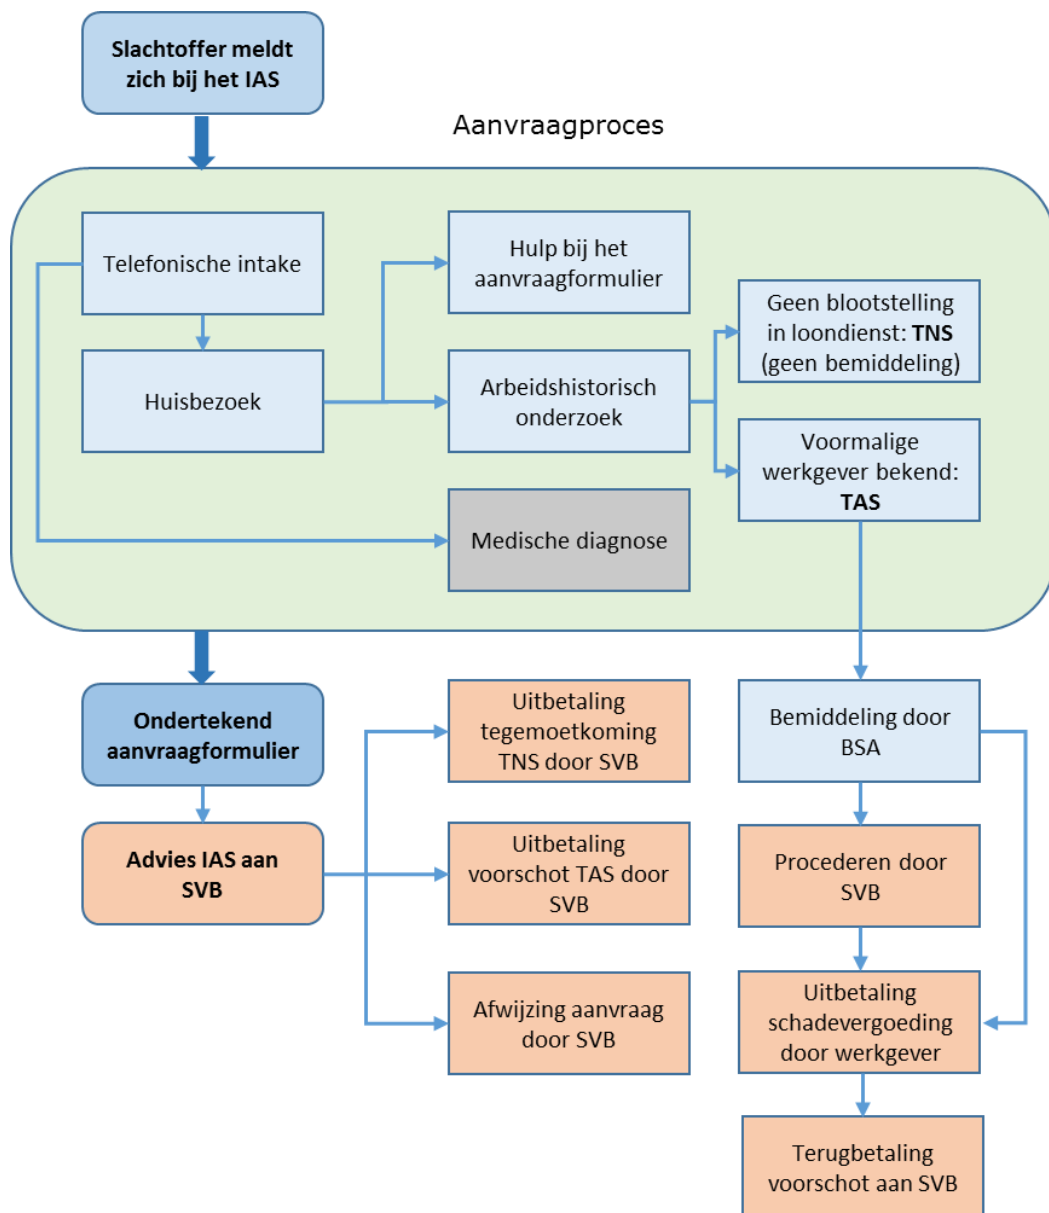 Slachtoffer meldt
zich bij het IAS
Aanvraagproces
Telefonische intake
Hulp bij het
aanvraagformulier
Geen blootstelling
in loondienst: TNS
(geen bemiddeling)
Huisbezoek
Arbeidshistorisch
onderzoek
Voormalige
werkgever bekend:
TAS
Medische diagnose
Ondertekend
aanvraagformulier
Uitbetaling
tegemoetkoming
TNS door SVB
Bemiddeling door
BSA
Advies IAS aan
SVB
Uitbetaling
voorschot TAS door
SVB
Procederen door
SVB
Afwijzing aanvraag
door SVB
Uitbetaling
schadevergoeding
door werkgever
Terugbetaling
voorschot aan SVB